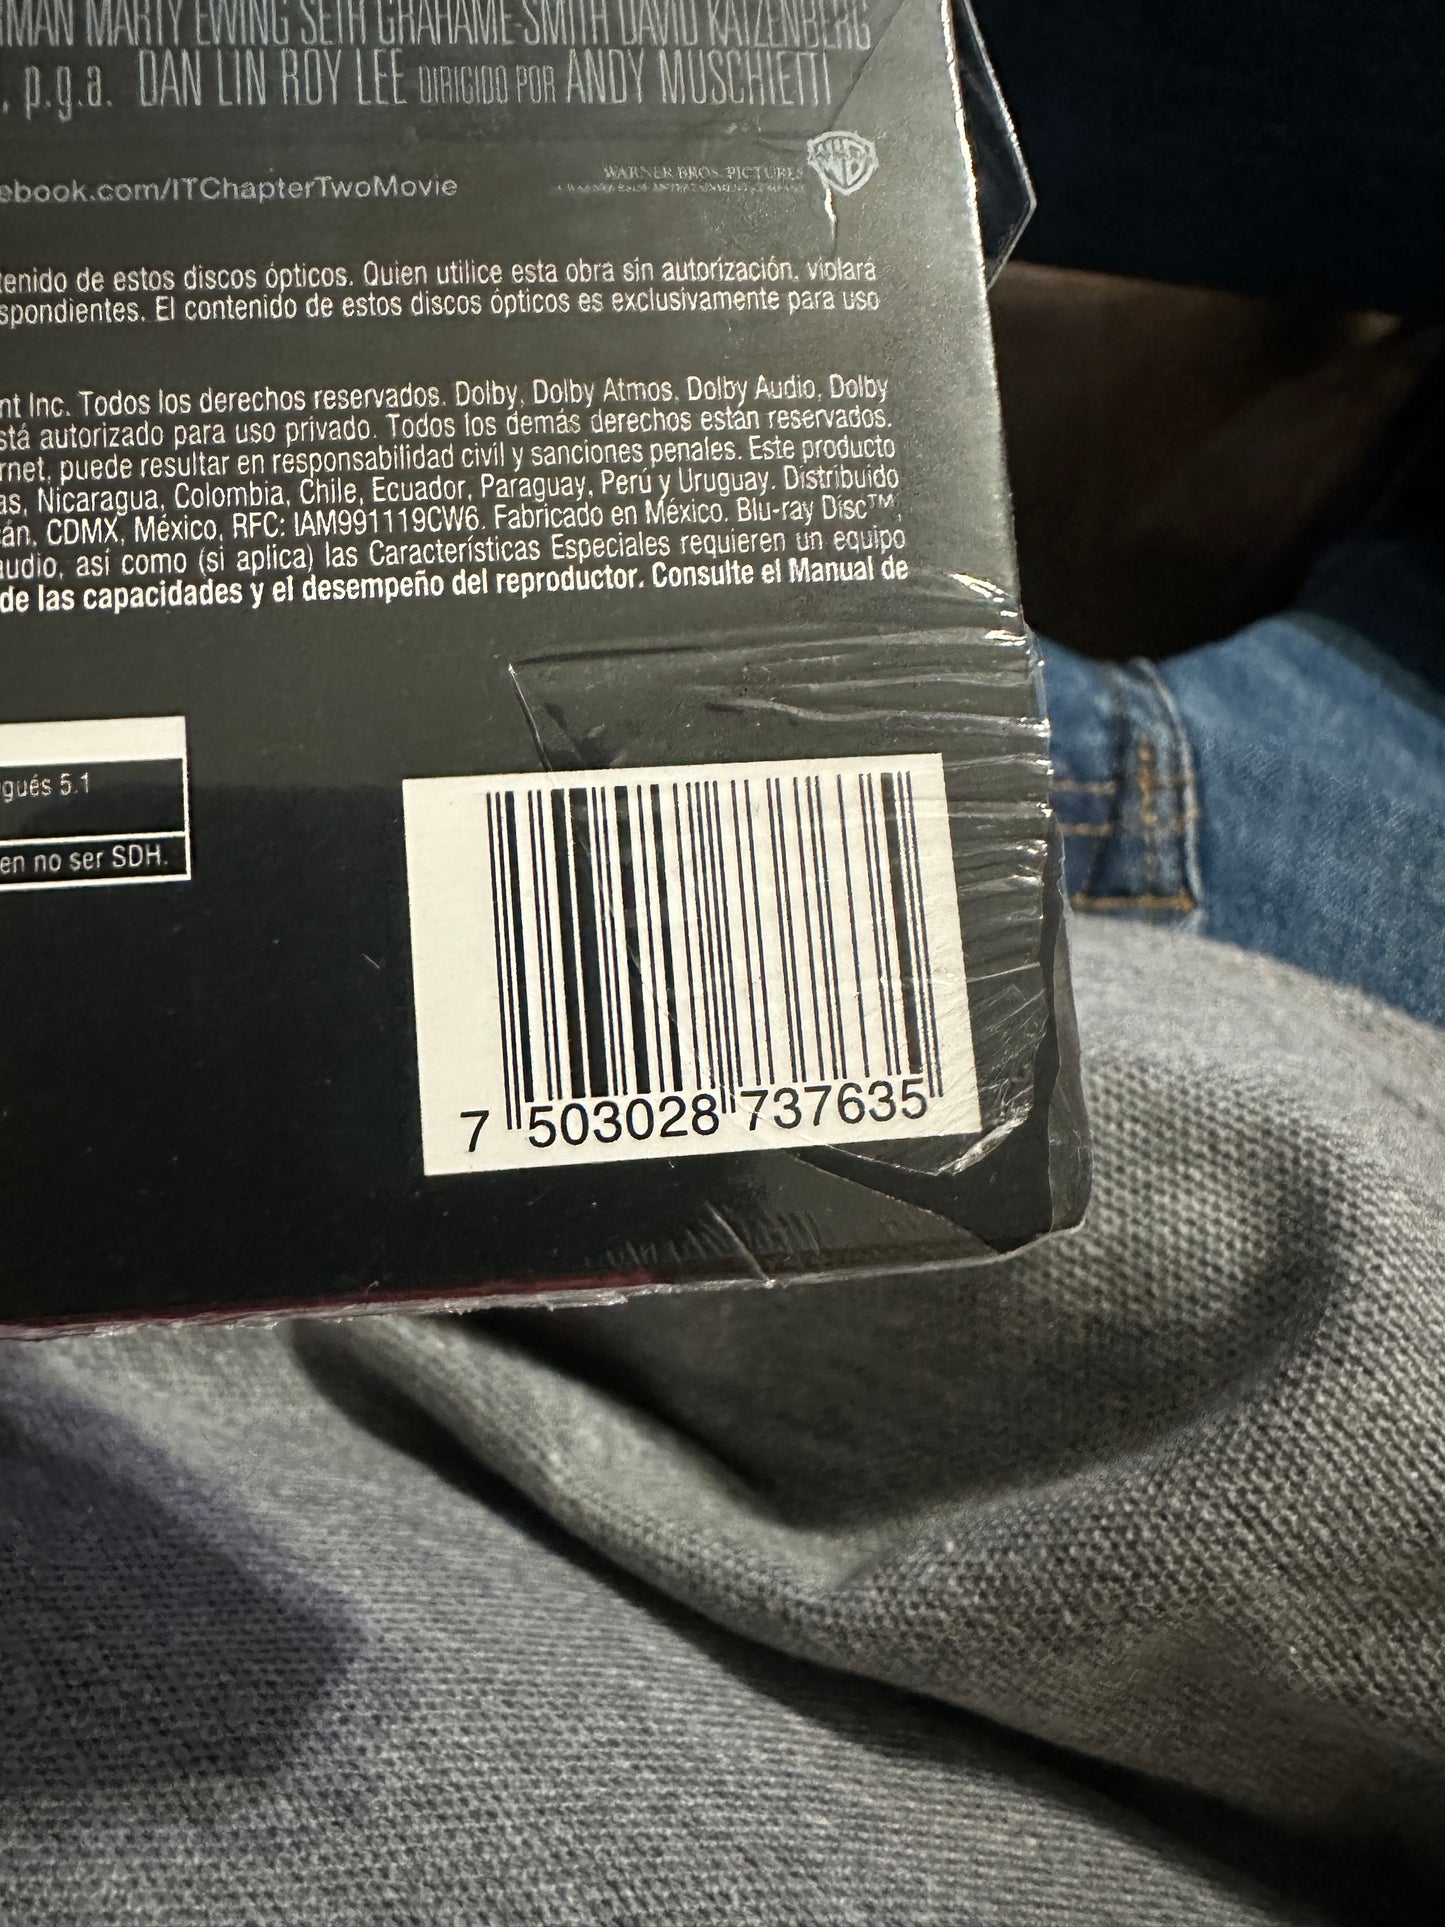 MAN MARTY EWING SETH GRAHAME-SMITH DAVID KATZENBERG
, p.g.a. DAN LIN ROY LEE DIRIGIDO POR ANDY MUSCHIETTI
WARNER BROS. PICTURES
ebook.com/ITChapterTwoMovie
tenido de estos discos ópticos. Quien utilice esta obra sin autorización, violará
spondientes. El contenido de estos discos ópticos es exclusivamente para uso
nt Inc. Todos los derechos reservados. Dolby, Dolby Atmos, Dolby Audio, Dolby
stá autorizado para uso privado. Todos los demás derechos están reservados.
rnet, puede resultar en responsabilidad civil y sanciones penales. Este producto
as, Nicaragua, Colombia, Chile, Ecuador, Paraguay, Perú y Uruguay. Distribuido
án, CDMX, México, RFC: IAM991119CW6. Fabricado en México. Blu-ray Disc™,
audio, así como (si aplica) las Características Especiales requieren un equipo
de las capacidades y el desempeño del reproductor. Consulte el Manual de
gués 5.1
en no ser SDH.
7 503028 737635